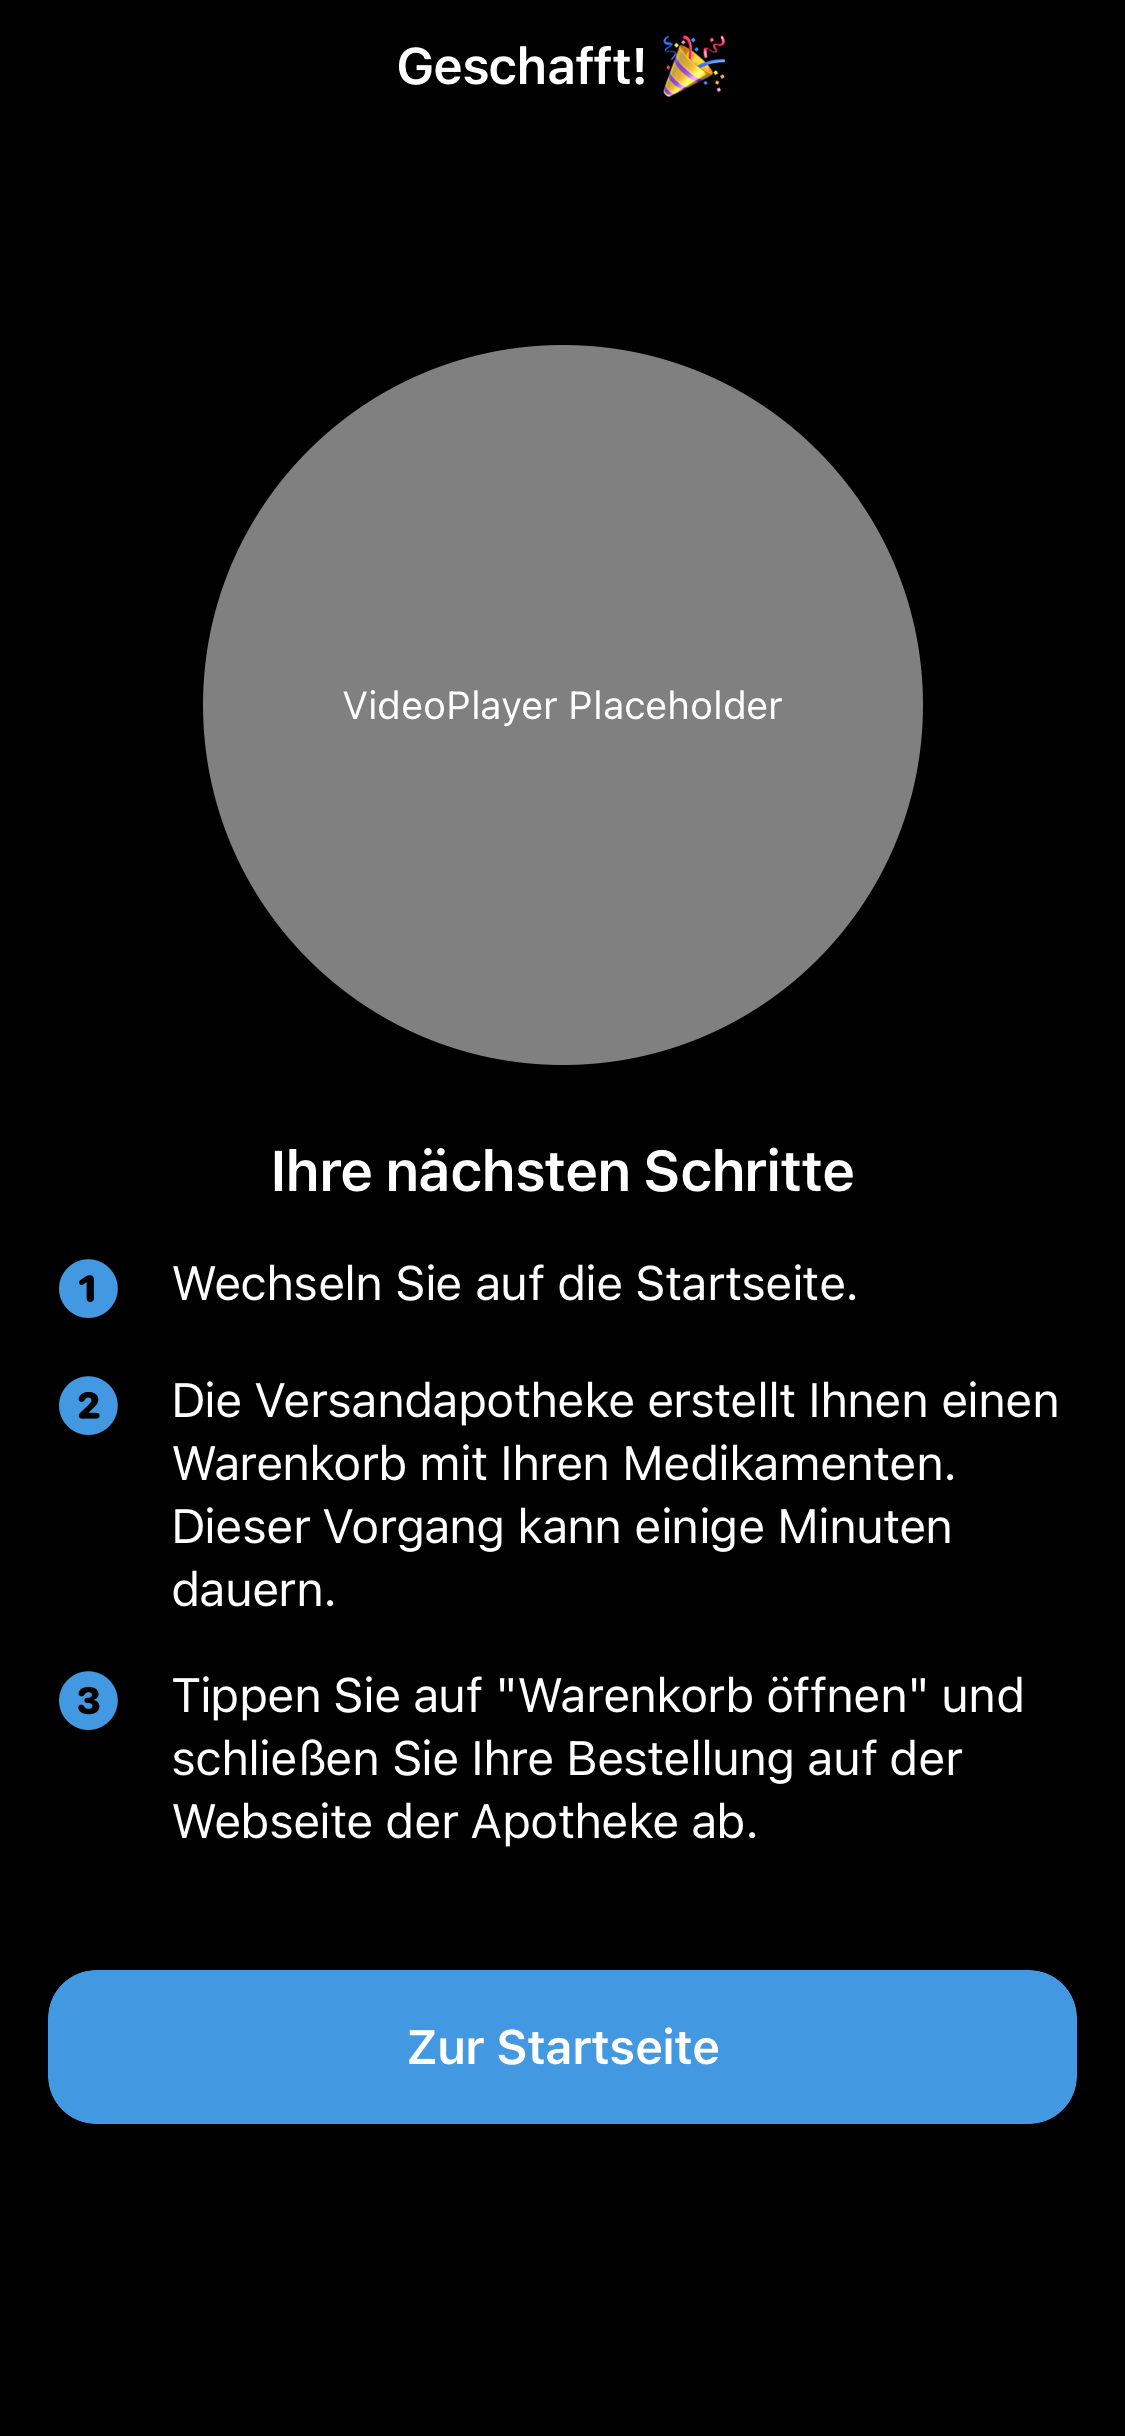 Geschafft! 🎉
VideoPlayer Placeholder
Ihre nächsten Schritte
1 Wechseln Sie auf die Startseite.
2 Die Versandapotheke erstellt Ihnen einen
Warenkorb mit Ihren Medikamenten.
Dieser Vorgang kann einige Minuten
dauern.
3 Tippen Sie auf "Warenkorb öffnen" und
schließen Sie Ihre Bestellung auf der
Webseite der Apotheke ab.
Zur Startseite